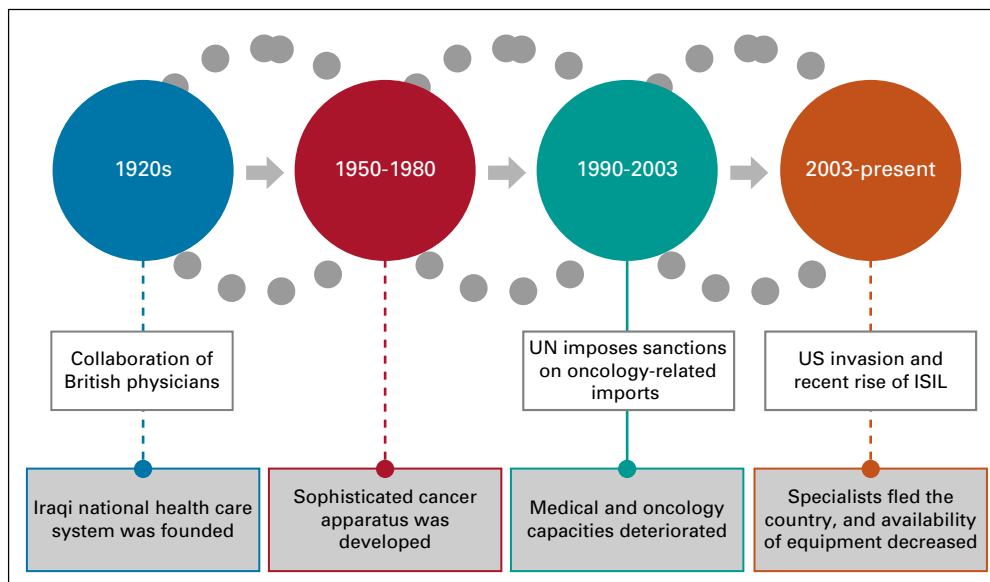 1920s
1950-1980
1990-2003
2003-present
Collaboration of
British physicians
UN imposes sanctions
on oncology-related
imports
US invasion and
recent rise of ISIL
Iraqi national health care
system was founded
Sophisticated cancer
apparatus was
developed
Medical and oncology
capacities deteriorated
Specialists fled the
country, and availability
of equipment decreased